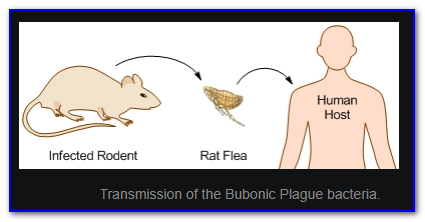 Human
Host
Infected Rodent
Rat Flea
Transmission of the Bubonic Plague bacteria.